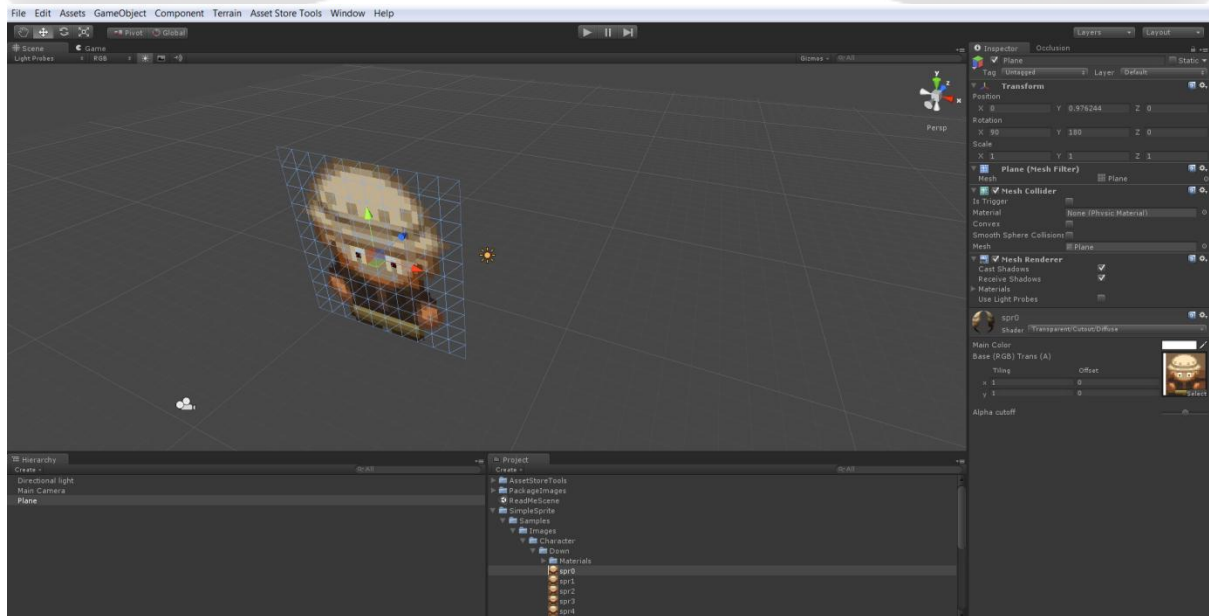 File Edit Assets GameObject Component Terrain Asset Store Tools Window Help
Pivot Global Layers Layout
Scene Game
Light Probes RGB Gizmos All
y
z
x
Persp
Inspector Occlusion
Plane Static
Tag Untagged Layer Default
Transform
Position
X 0 Y 0.976244 Z 0
Rotation
X 90 Y 180 Z 0
Scale
X 1 Y 1 Z 1
Plane (Mesh Filter)
Mesh Plane
Mesh Collider
Is Trigger
Material None (Physic Material)
Convex
Smooth Sphere Collisions
Mesh Plane
Mesh Renderer
Cast Shadows
Receive Shadows
Materials
Use Light Probes
spr0
Shader Transparent/Cutout/Diffuse
Main Color
Base (RGB) Trans (A)
Tiling Offset
x 1 0
y 1 0
Select
Alpha cutoff
Hierarchy
Create All
Directional light
Main Camera
Plane
Project
Create All
AssetStoreTools
PackageImages
ReadMeScene
SimpleSprite
Samples
Images
Character
Down
Materials
spr0
spr1
spr2
spr3
spr4